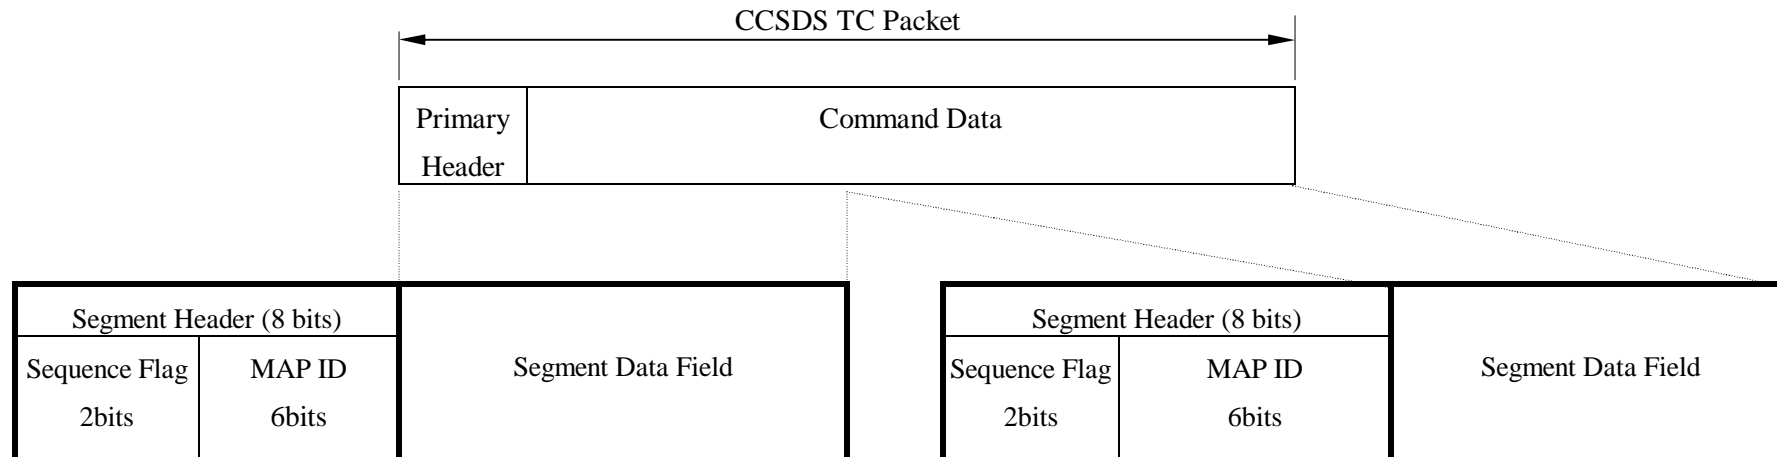 CCSDS TC Packet
Primary
Header
Command Data
Segment Header (8 bits)
Sequence Flag
2bits
MAP ID
6bits
Segment Data Field
Segment Header (8 bits)
Sequence Flag
2bits
MAP ID
6bits
Segment Data Field